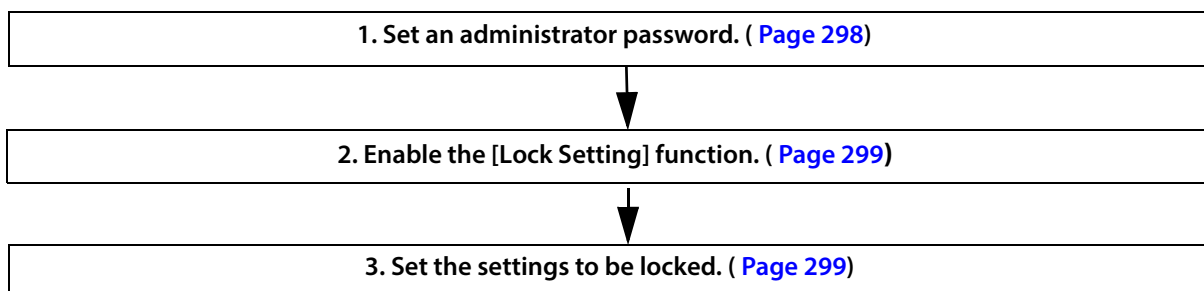 1. Set an administrator password. ( Page 298)
2. Enable the [Lock Setting] function. ( Page 299)
3. Set the settings to be locked. ( Page 299)